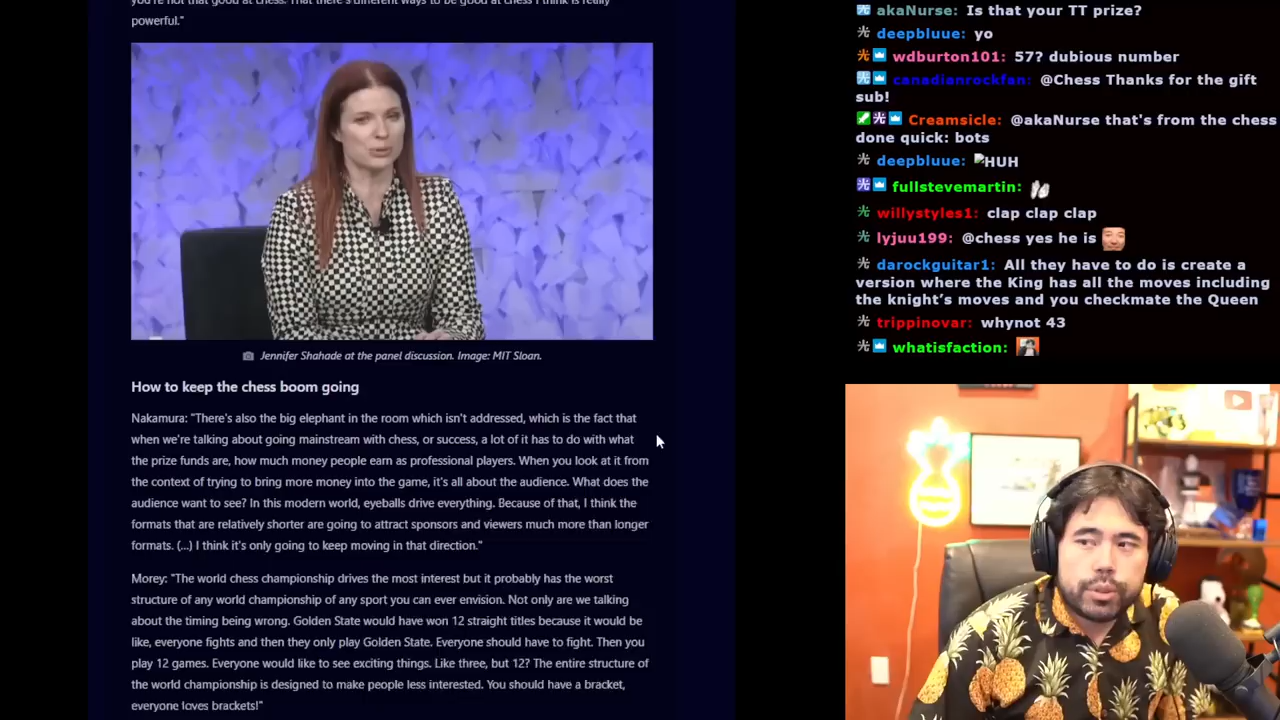 you're not that good at chess. That there's different ways to be good at chess I think is really
powerful."
Jennifer Shahade at the panel discussion. Image: MIT Sloan.
How to keep the chess boom going
Nakamura: "There's also the big elephant in the room which isn't addressed, which is the fact that
when we're talking about going mainstream with chess, or success, a lot of it has to do with what
the prize funds are, how much money people earn as professional players. When you look at it from
the context of trying to bring more money into the game, it's all about the audience. What does the
audience want to see? In this modern world, eyeballs drive everything. Because of that, I think the
formats that are relatively shorter are going to attract sponsors and viewers much more than longer
formats. (...) I think it's only going to keep moving in that direction."
Morey: "The world chess championship drives the most interest but it probably has the worst
structure of any world championship of any sport you can ever envision. Not only are we talking
about the timing being wrong. Golden State would have won 12 straight titles because it would be
like, everyone fights and then they only play Golden State. Everyone should have to fight. Then you
play 12 games. Everyone would like to see exciting things. Like three, but 12? The entire structure of
the world championship is designed to make people less interested. You should have a bracket,
everyone loves brackets!"
akaNurse: Is that your TT prize?
deepbluue: yo
wdburton101: 57? dubious number
canadianrockfan: @Chess Thanks for the gift
sub!
Creamsicle: @akaNurse that's from the chess
done quick: bots
deepbluue: HUH
fullstevemartin:
willystyles1: clap clap clap
lyjuu199: @chess yes he is
darockguitar1: All they have to do is create a
version where the King has all the moves including
the knight's moves and you checkmate the Queen
trippinovar: whynot 43
whatisfaction: